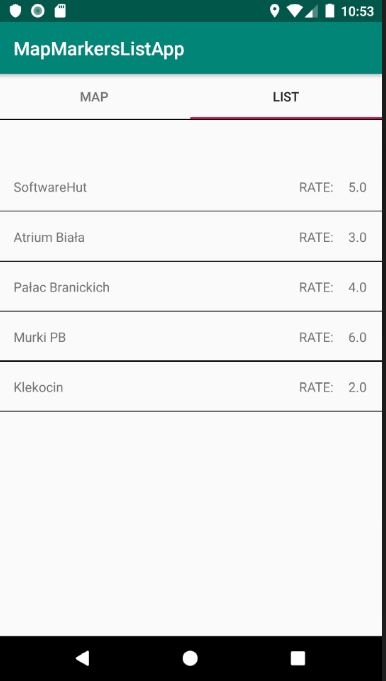 10:53
MapMarkersListApp
MAP LIST
SoftwareHut RATE: 5.0
Atrium Biała RATE: 3.0
Pałac Branickich RATE: 4.0
Murki PB RATE: 6.0
Klekocin RATE: 2.0